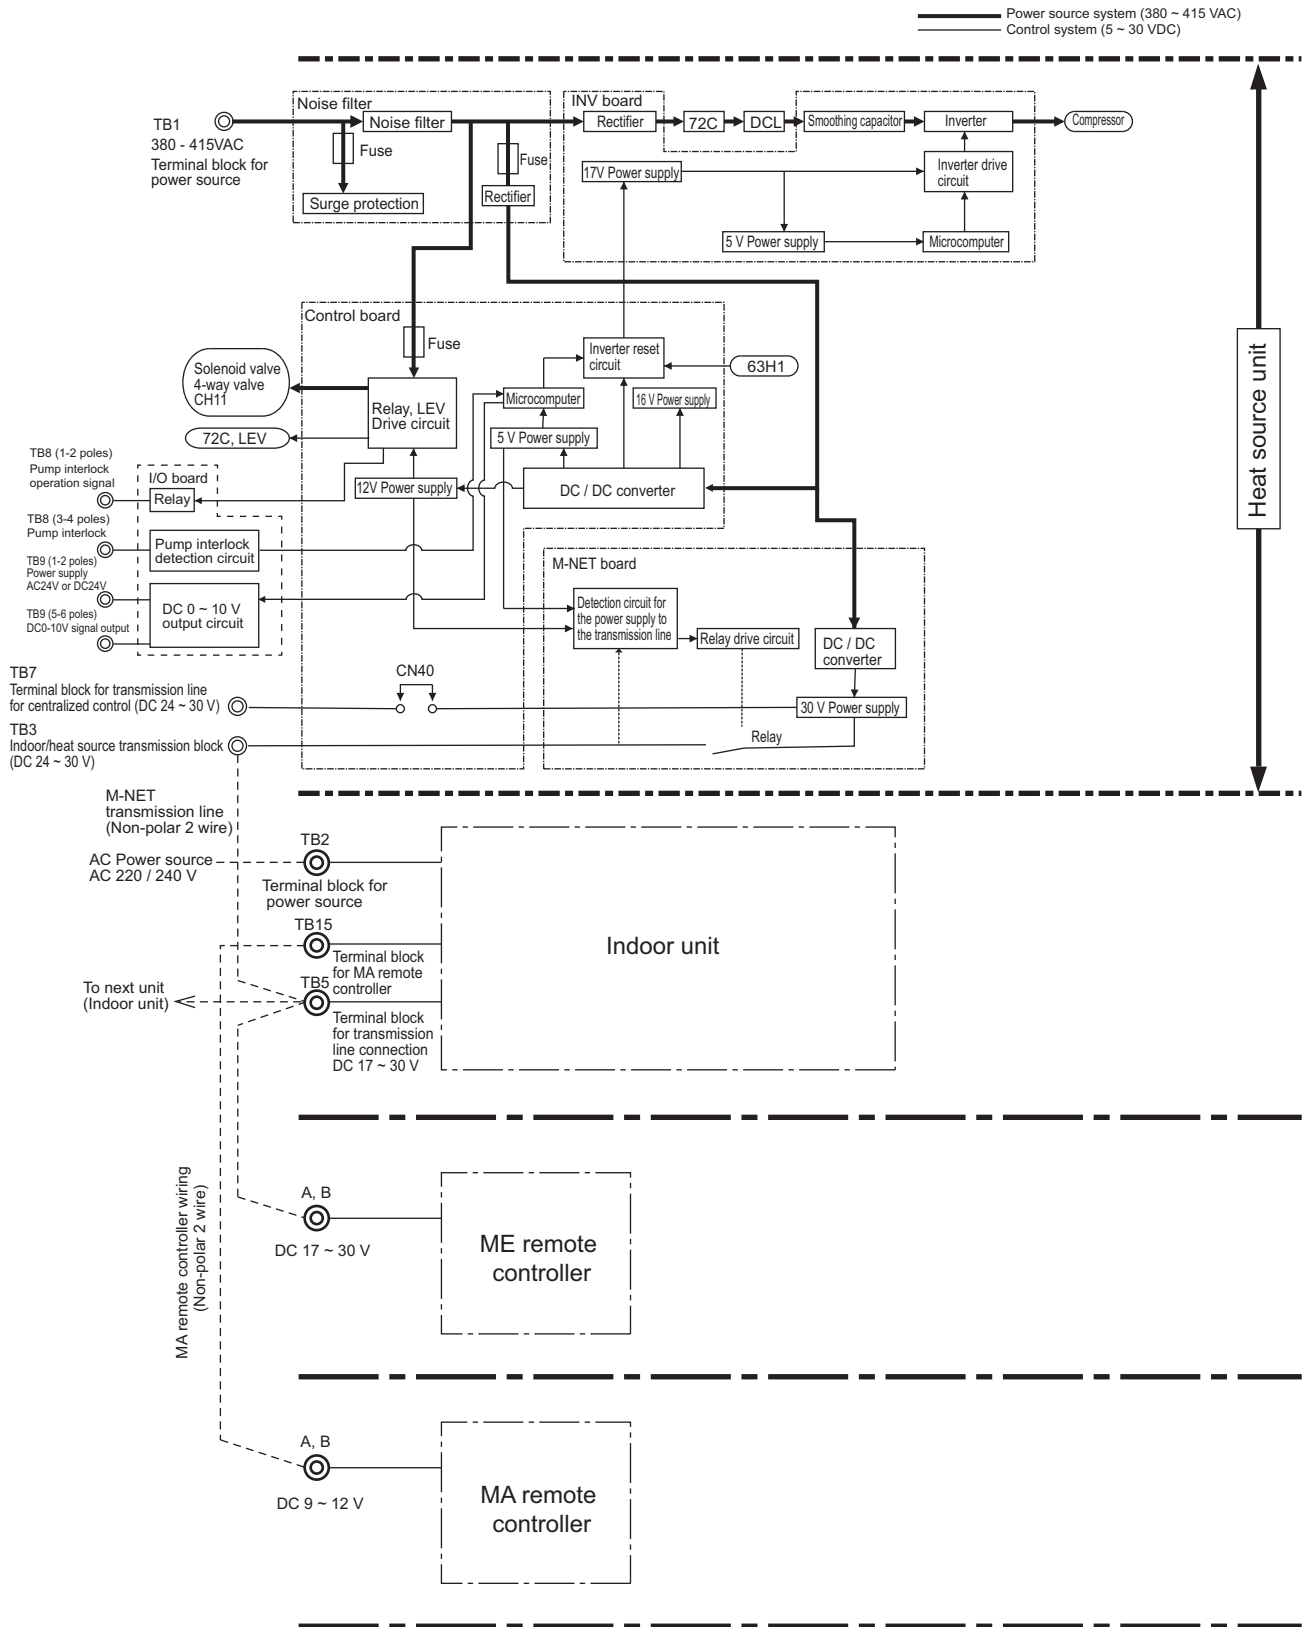 Power source system (380 ~ 415 VAC)
Control system (5 ~ 30 VDC)
Noise filter
INV board
TB1
380 - 415VAC
Terminal block for
power source
Noise filter
Rectifier
72C
DCL
Smoothing capacitor
Inverter
Compressor
Fuse
Fuse
Surge protection
Rectifier
17V Power supply
Inverter drive
circuit
5 V Power supply
Microcomputer
Heat source unit
Control board
Fuse
Inverter reset
circuit
63H1
Solenoid valve
4-way valve
CH11
Relay, LEV
Drive circuit
Microcomputer
16 V Power supply
72C, LEV
5 V Power supply
TB8 (1-2 poles)
Pump interlock
operation signal
I/O board
Relay
12V Power supply
DC / DC converter
TB8 (3-4 poles)
Pump interlock
Pump interlock
detection circuit
TB9 (1-2 poles)
Power supply
AC24V or DC24V
DC 0 ~ 10 V
output circuit
TB9 (5-6 poles)
DC0-10V signal output
M-NET board
Detection circuit for
the power supply to
the transmission line
Relay drive circuit
DC / DC
converter
TB7
Terminal block for transmission line
for centralized control (DC 24 ~ 30 V)
CN40
30 V Power supply
TB3
Indoor/heat source transmission block
(DC 24 ~ 30 V)
Relay
M-NET
transmission line
(Non-polar 2 wire)
AC Power source
AC 220 / 240 V
TB2
Terminal block for
power source
TB15
Terminal block
for MA remote
controller
Indoor unit
To next unit
(Indoor unit)
TB5
Terminal block
for transmission
line connection
DC 17 ~ 30 V
MA remote controller wiring
(Non-polar 2 wire)
A, B
DC 17 ~ 30 V
ME remote
controller
A, B
DC 9 ~ 12 V
MA remote
controller